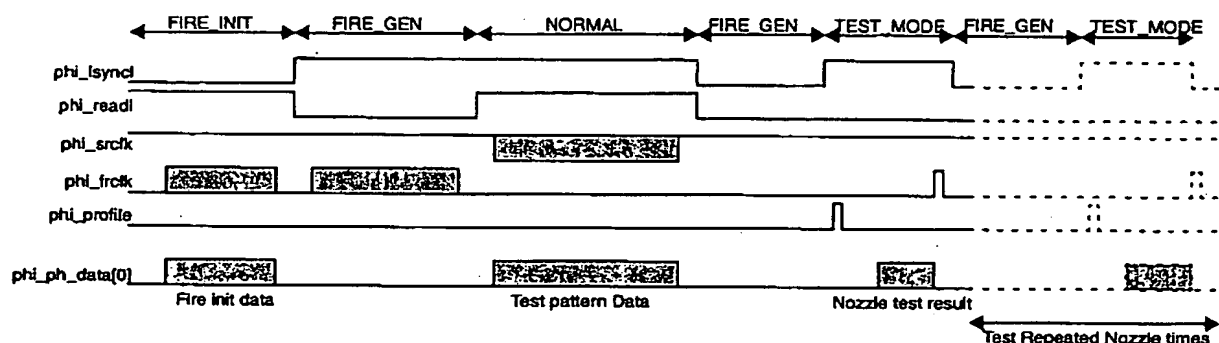 FIRE_INIT FIRE_GEN NORMAL FIRE_GEN TEST_MODE FIRE_GEN TEST_MODE
phi_lsyncl
phi_readl
phi_srclk
phi_frclk
phi_profile
phi_ph_data[0]
Fire init data Test pattern Data Nozzle test result
Test Repeated Nozzle times